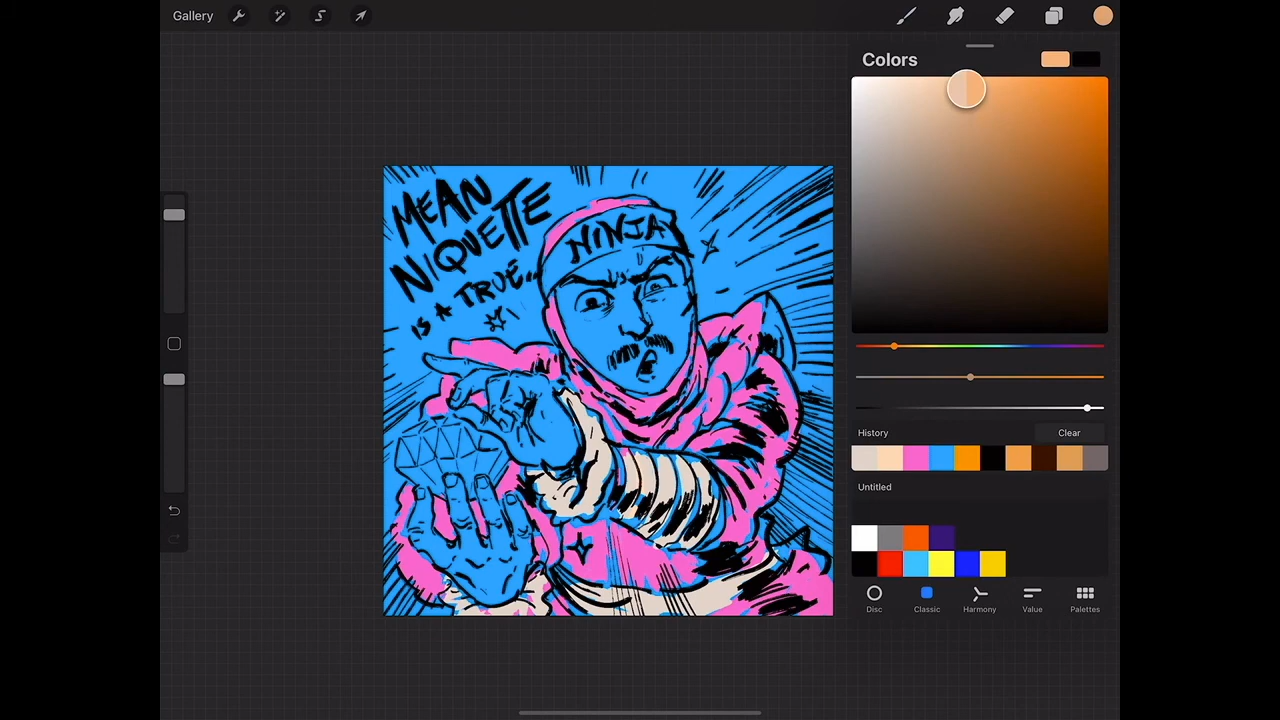 Gallery
Colors
MEAN
NIQUETTE
IS A TRUE...
NINJA
History
Clear
Untitled
Disc
Classic
Harmony
Value
Palettes